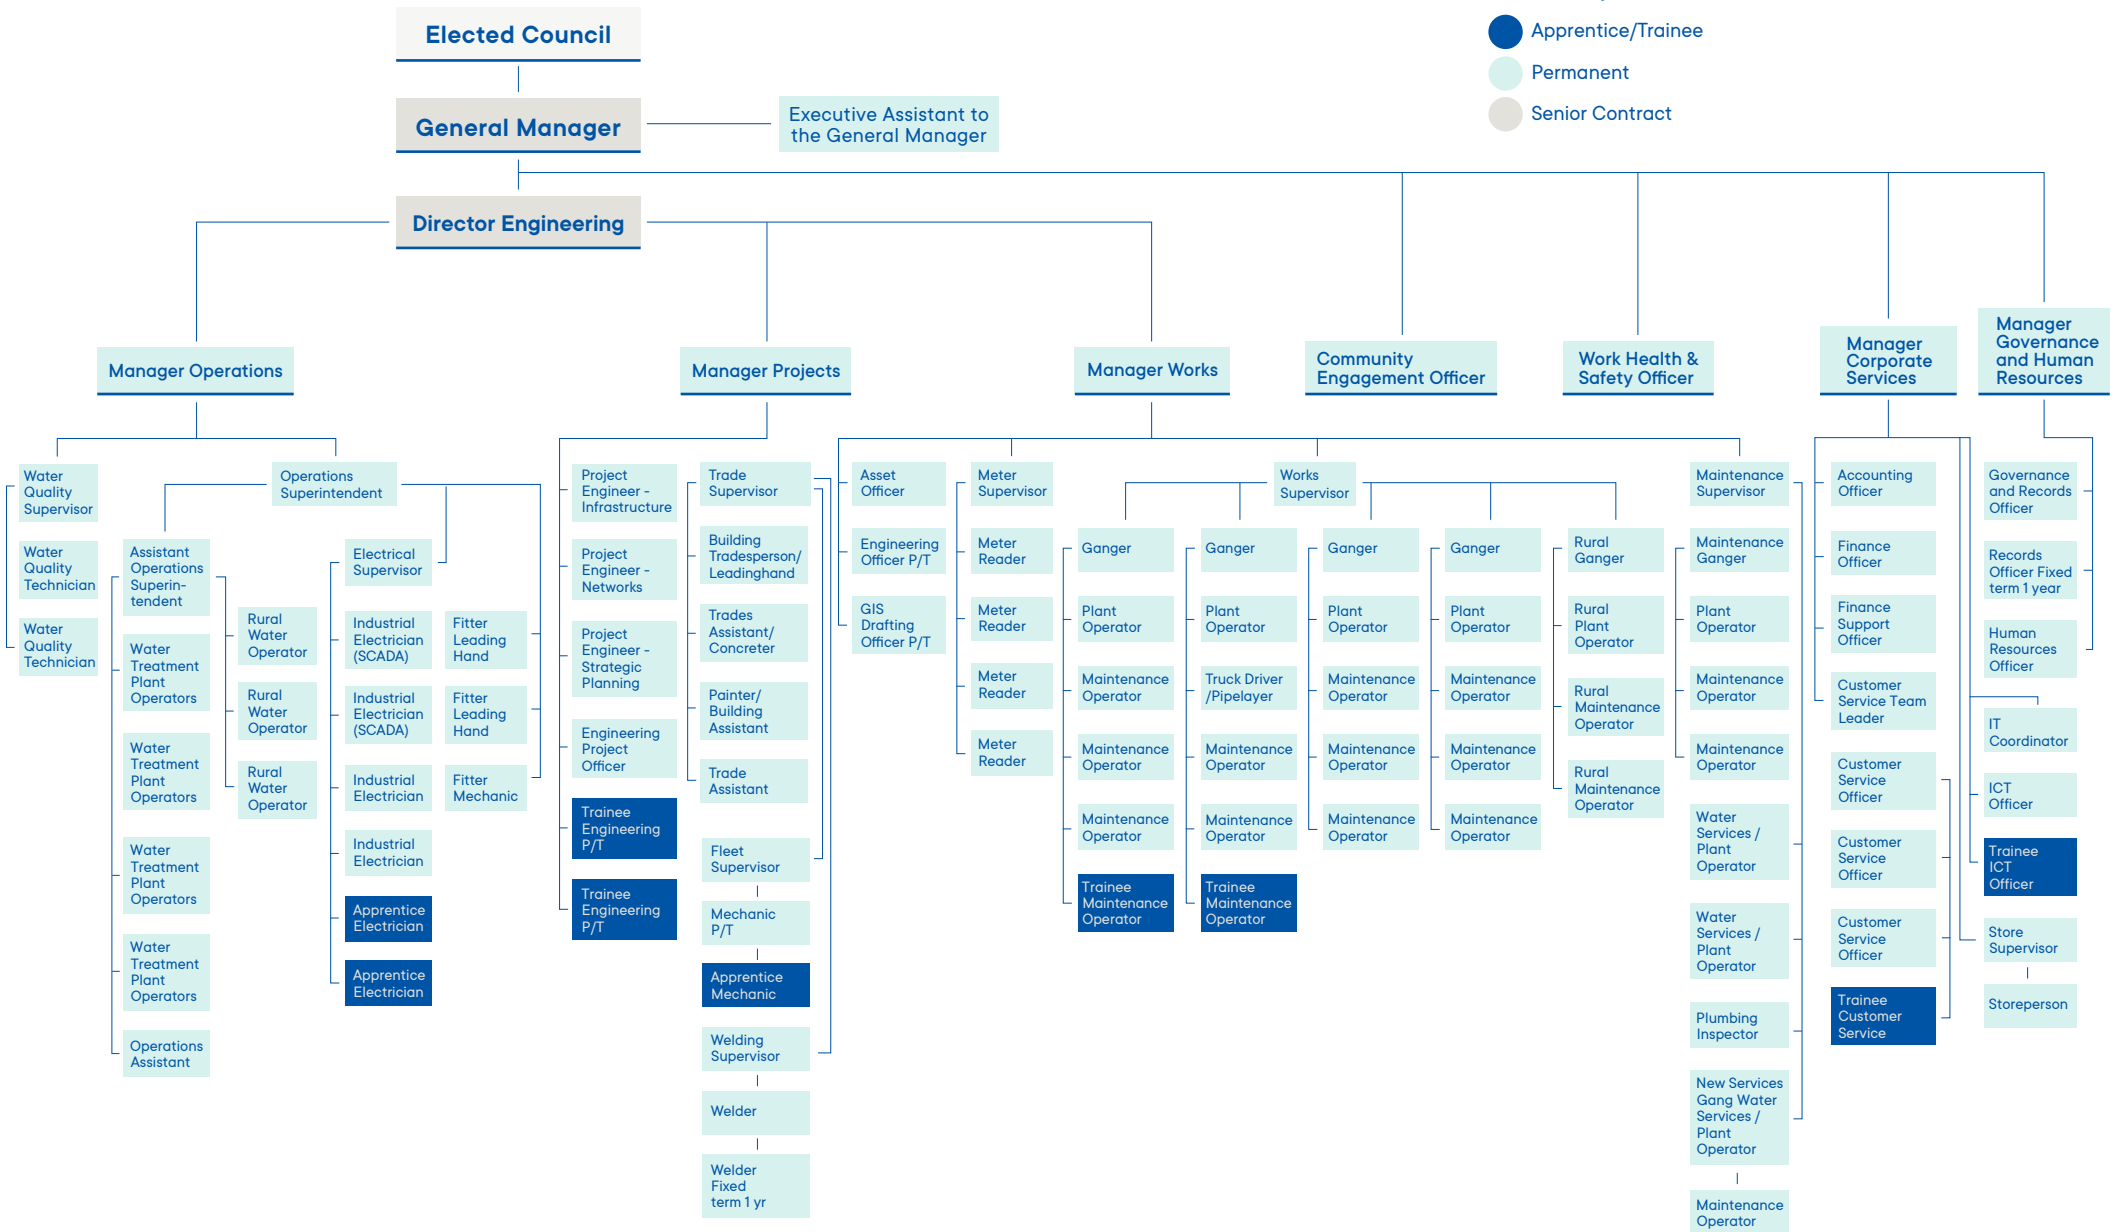 Elected Council
Apprentice/Trainee
Permanent
Senior Contract
General Manager
Executive Assistant to
the General Manager
Director Engineering
Manager Operations
Manager Projects
Manager Works
Community
Engagement Officer
Work Health &
Safety Officer
Manager
Corporate
Services
Manager
Governance
and Human
Resources
Water
Quality
Supervisor
Water
Quality
Technician
Water
Quality
Technician
Operations
Superintendent
Assistant
Operations
Superin-
tendent
Water
Treatment
Plant
Operators
Water
Treatment
Plant
Operators
Water
Treatment
Plant
Operators
Water
Treatment
Plant
Operators
Operations
Assistant
Rural
Water
Operator
Rural
Water
Operator
Rural
Water
Operator
Electrical
Supervisor
Industrial
Electrician
(SCADA)
Industrial
Electrician
(SCADA)
Industrial
Electrician
Industrial
Electrician
Apprentice
Electrician
Apprentice
Electrician
Fitter
Leading
Hand
Fitter
Leading
Hand
Fitter
Mechanic
Project
Engineer -
Infrastructure
Project
Engineer -
Networks
Project
Engineer -
Strategic
Planning
Engineering
Project
Officer
Trainee
Engineering
P/T
Trainee
Engineering
P/T
Trade
Supervisor
Building
Tradesperson/
Leadinghand
Trades
Assistant/
Concreter
Painter/
Building
Assistant
Trade
Assistant
Fleet
Supervisor
Mechanic
P/T
Apprentice
Mechanic
Welding
Supervisor
Welder
Welder
Fixed
term 1 yr
Asset
Officer
Engineering
Officer P/T
GIS
Drafting
Officer P/T
Meter
Supervisor
Meter
Reader
Meter
Reader
Meter
Reader
Meter
Reader
Works
Supervisor
Ganger
Plant
Operator
Maintenance
Operator
Maintenance
Operator
Maintenance
Operator
Trainee
Maintenance
Operator
Ganger
Plant
Operator
Truck Driver
/Pipelayer
Maintenance
Operator
Maintenance
Operator
Trainee
Maintenance
Operator
Ganger
Plant
Operator
Maintenance
Operator
Maintenance
Operator
Maintenance
Operator
Ganger
Plant
Operator
Maintenance
Operator
Maintenance
Operator
Maintenance
Operator
Rural
Ganger
Rural
Plant
Operator
Rural
Maintenance
Operator
Rural
Maintenance
Operator
Maintenance
Supervisor
Maintenance
Ganger
Plant
Operator
Maintenance
Operator
Maintenance
Operator
Water
Services /
Plant
Operator
Water
Services /
Plant
Operator
Plumbing
Inspector
New Services
Gang Water
Services /
Plant
Operator
Maintenance
Operator
Accounting
Officer
Finance
Officer
Finance
Support
Officer
Customer
Service Team
Leader
Customer
Service
Officer
Customer
Service
Officer
Customer
Service
Officer
Trainee
Customer
Service
Governance
and Records
Officer
Records
Officer Fixed
term 1 year
Human
Resources
Officer
IT
Coordinator
ICT
Officer
Trainee
ICT
Officer
Store
Supervisor
Storeperson